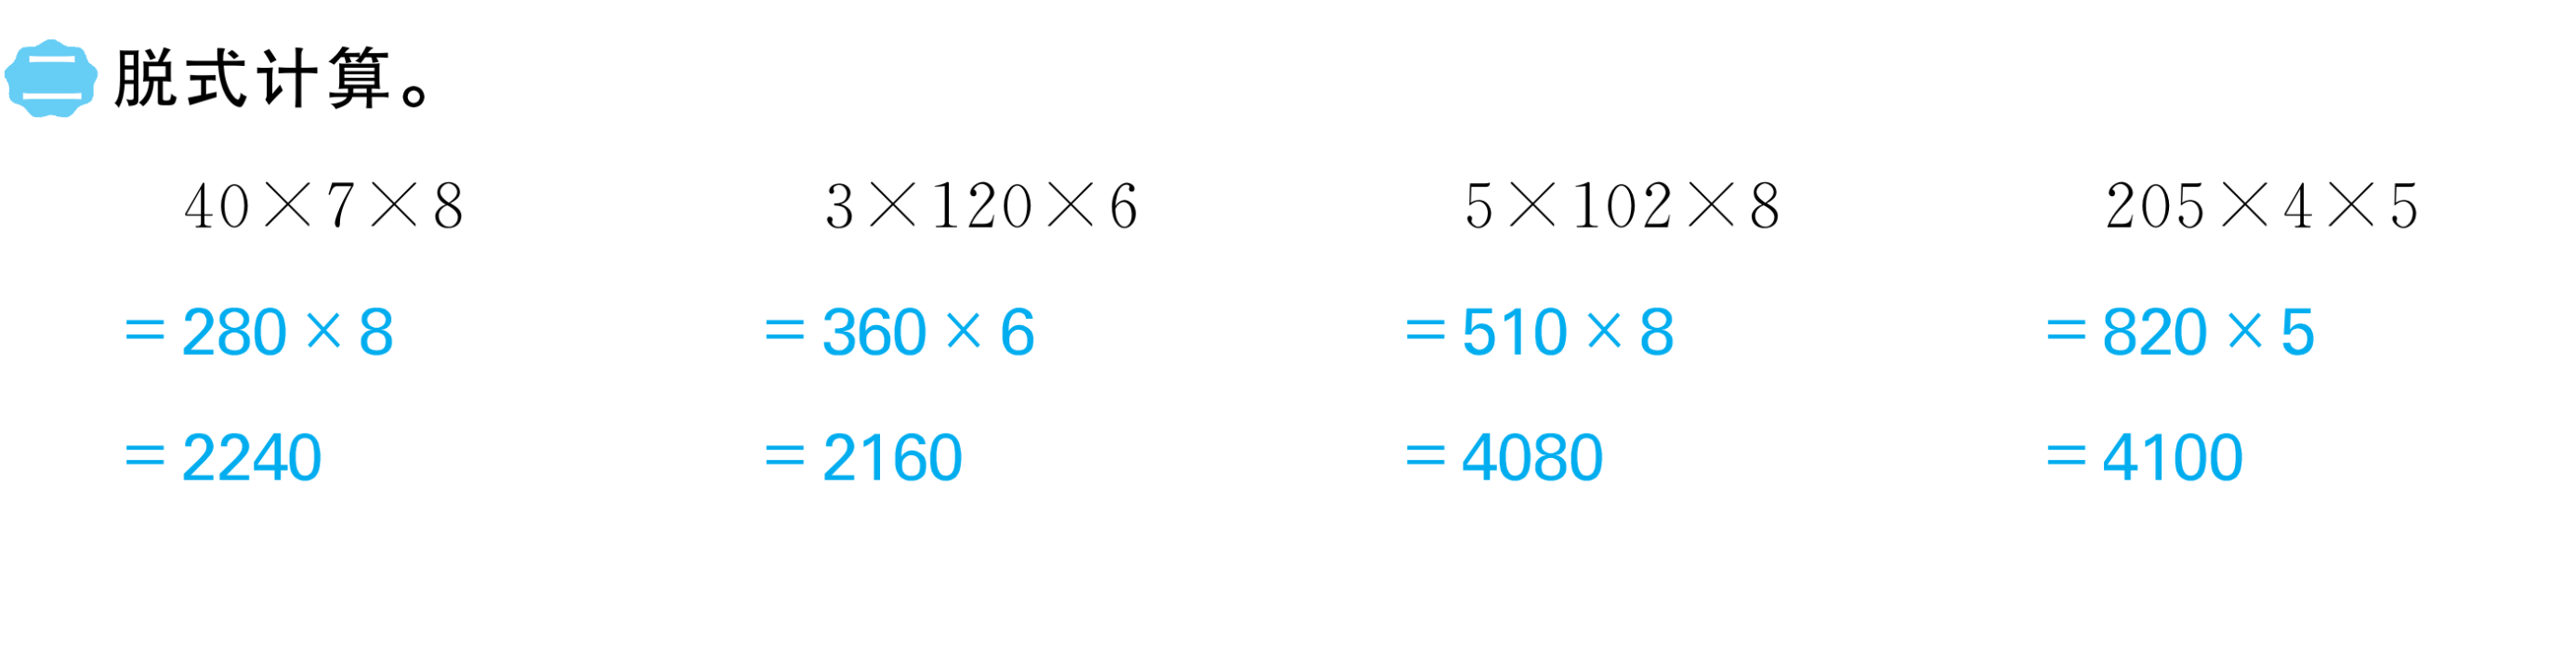 二 脱式计算。
40×7×8 3×120×6 5×102×8 205×4×5
=280×8 =360×6 =510×8 =820×5
=2240 =2160 =4080 =4100